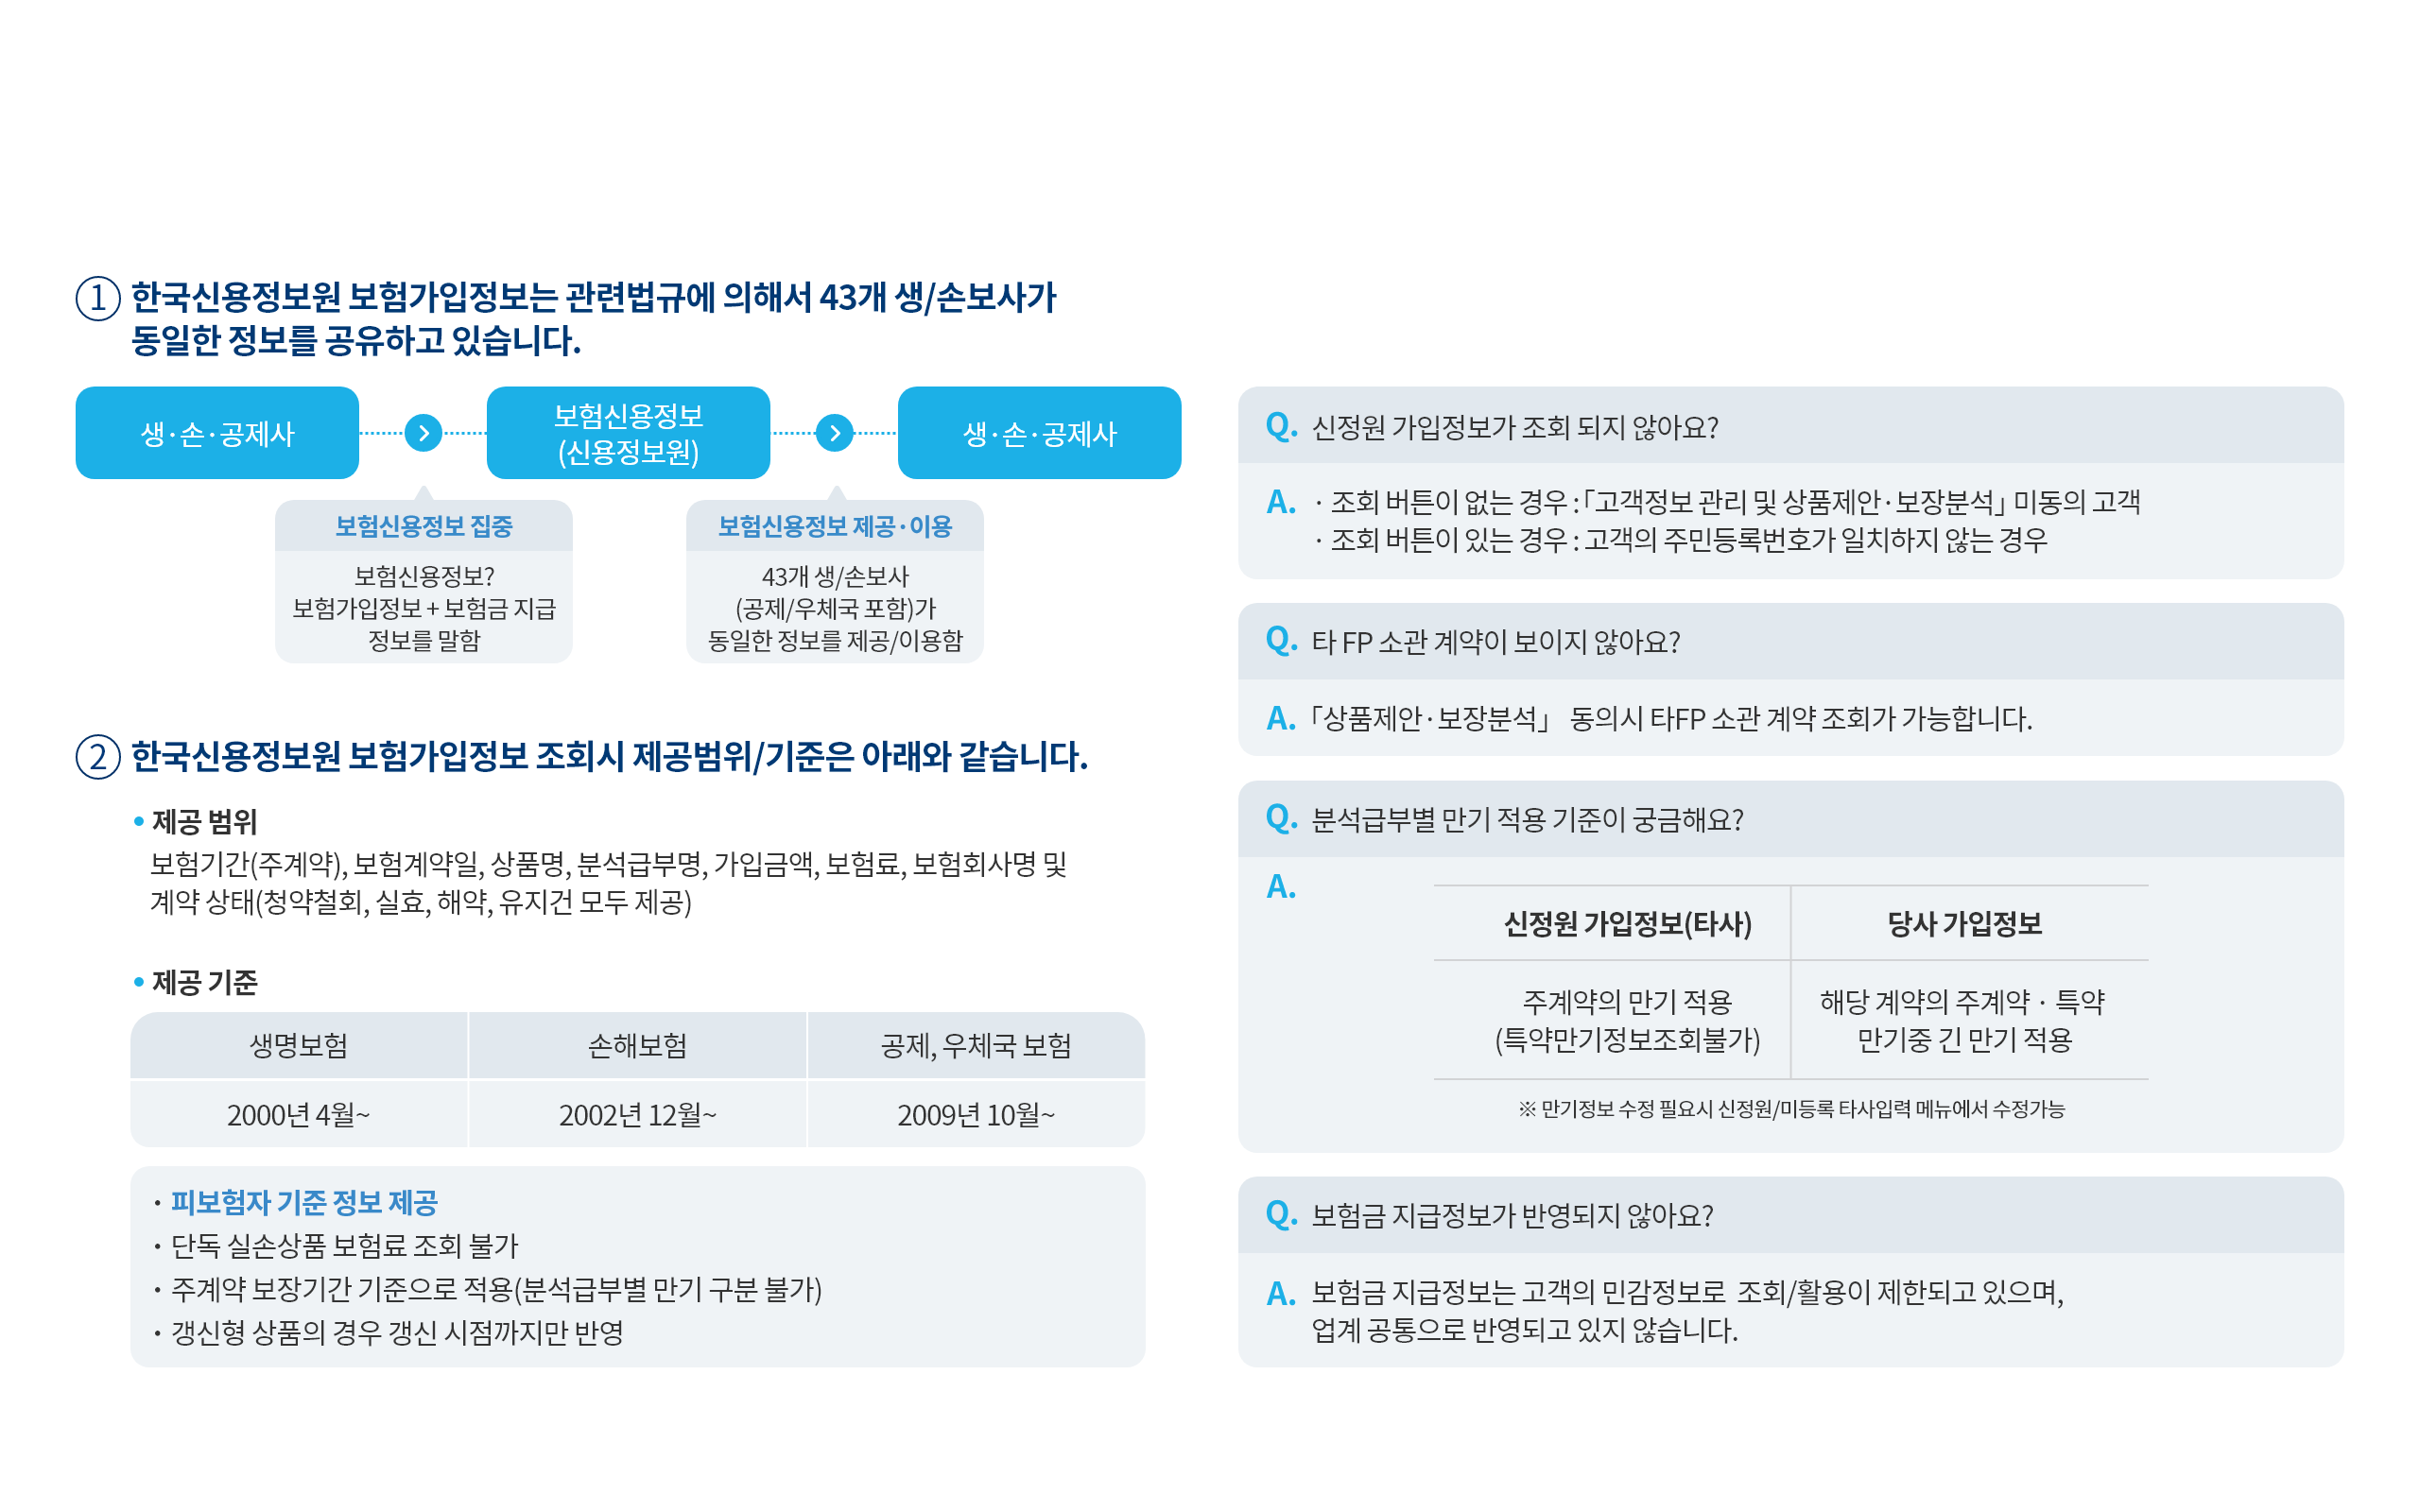 ① 한국신용정보원 보험가입정보는 관련법규에 의해서 43개 생/손보사가
동일한 정보를 공유하고 있습니다.
생·손·공제사
보험신용정보
(신용정보원)
생·손·공제사
보험신용정보 집중
보험신용정보?
보험가입정보 + 보험금 지급
정보를 말함
보험신용정보 제공·이용
43개 생/손보사
(공제/우체국 포함)가
동일한 정보를 제공/이용함
② 한국신용정보원 보험가입정보 조회시 제공범위/기준은 아래와 같습니다.
• 제공 범위
보험기간(주계약), 보험계약일, 상품명, 분석급부명, 가입금액, 보험료, 보험회사명 및
계약 상태(청약철회, 실효, 해약, 유지건 모두 제공)
• 제공 기준
생명보험 손해보험 공제, 우체국 보험
2000년 4월~ 2002년 12월~ 2009년 10월~
· 피보험자 기준 정보 제공
· 단독 실손상품 보험료 조회 불가
· 주계약 보장기간 기준으로 적용(분석급부별 만기 구분 불가)
· 갱신형 상품의 경우 갱신 시점까지만 반영
Q. 신정원 가입정보가 조회 되지 않아요?
A. · 조회 버튼이 없는 경우 :「고객정보 관리 및 상품제안·보장분석」미동의 고객
· 조회 버튼이 있는 경우 : 고객의 주민등록번호가 일치하지 않는 경우
Q. 타 FP 소관 계약이 보이지 않아요?
A.「상품제안·보장분석」 동의시 타FP 소관 계약 조회가 가능합니다.
Q. 분석급부별 만기 적용 기준이 궁금해요?
A.
신정원 가입정보(타사) 당사 가입정보
주계약의 만기 적용 해당 계약의 주계약 · 특약
(특약만기정보조회불가) 만기중 긴 만기 적용
※ 만기정보 수정 필요시 신정원/미등록 타사입력 메뉴에서 수정가능
Q. 보험금 지급정보가 반영되지 않아요?
A. 보험금 지급정보는 고객의 민감정보로 조회/활용이 제한되고 있으며,
업계 공통으로 반영되고 있지 않습니다.